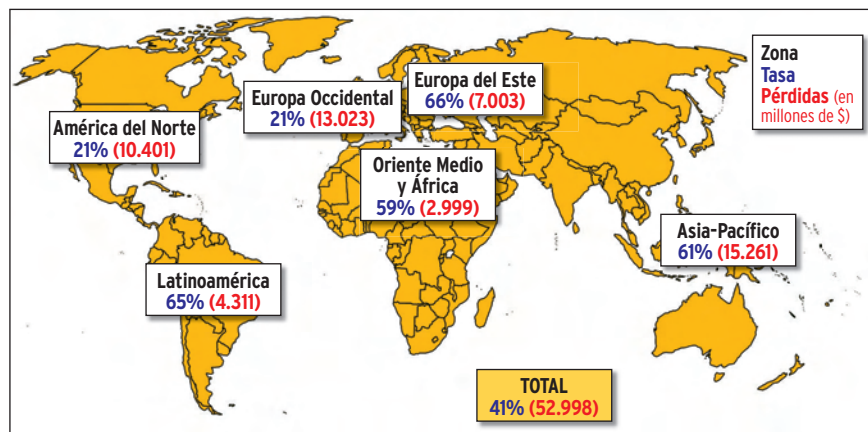 América del Norte
21% (10.401)
Europa Occidental
21% (13.023)
Europa del Este
66% (7.003)
Oriente Medio
y África
59% (2.999)
Asia-Pacífico
61% (15.261)
Latinoamérica
65% (4.311)
TOTAL
41% (52.998)
Zona
Tasa
Pérdidas (en
millones de $)